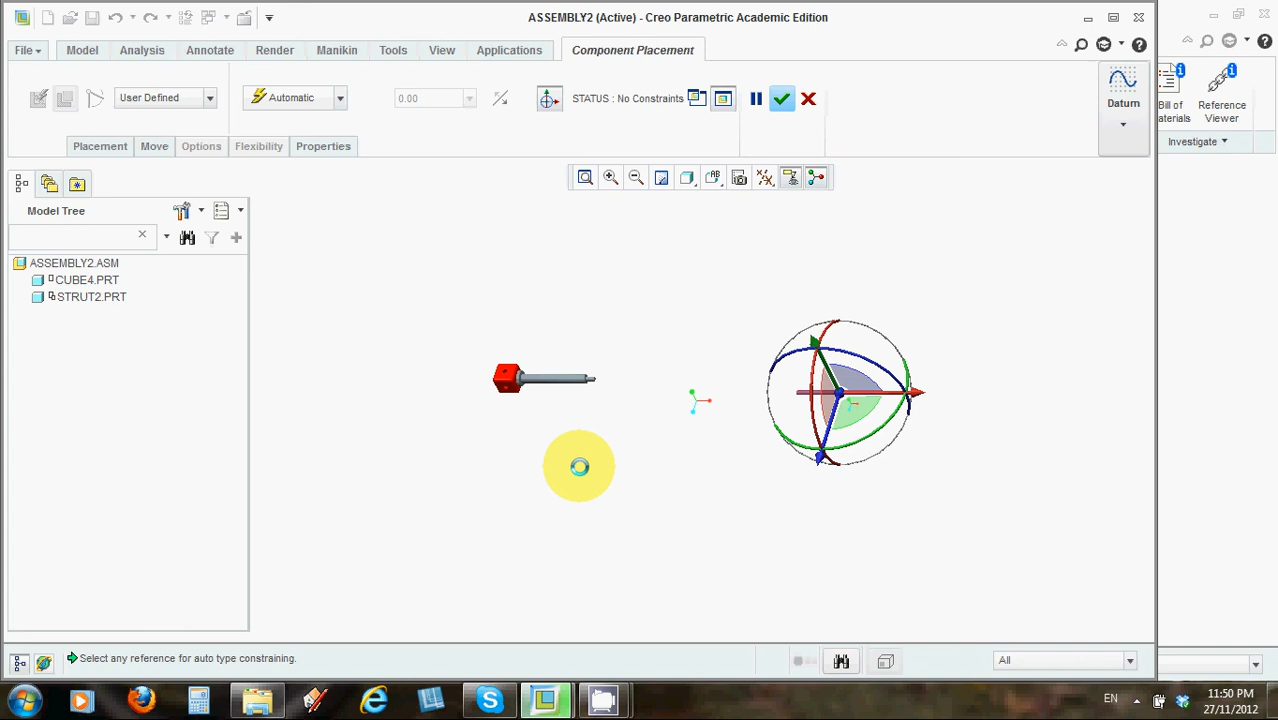 ASSEMBLY2 (Active) - Creo Parametric Academic Edition
File Model Analysis Annotate Render Manikin Tools View Applications Component Placement
User Defined Automatic 0.00 STATUS : No Constraints Datum
Bill of
aterials
Reference
Viewer
Investigate
Placement Move Options Flexibility Properties
Model Tree
ASSEMBLY2.ASM
CUBE4.PRT
STRUT2.PRT
Select any reference for auto type constraining.
All
EN
11:50 PM
27/11/2012